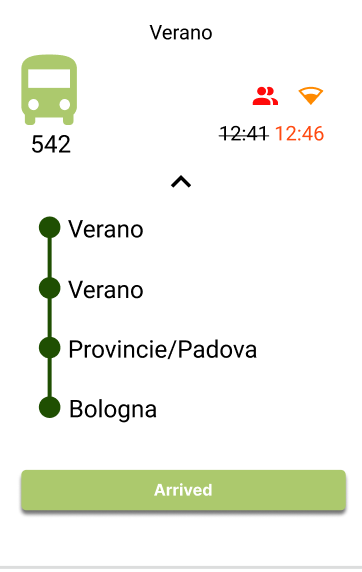 Verano
542
12:41 12:46
Verano
Verano
Provincie/Padova
Bologna
Arrived